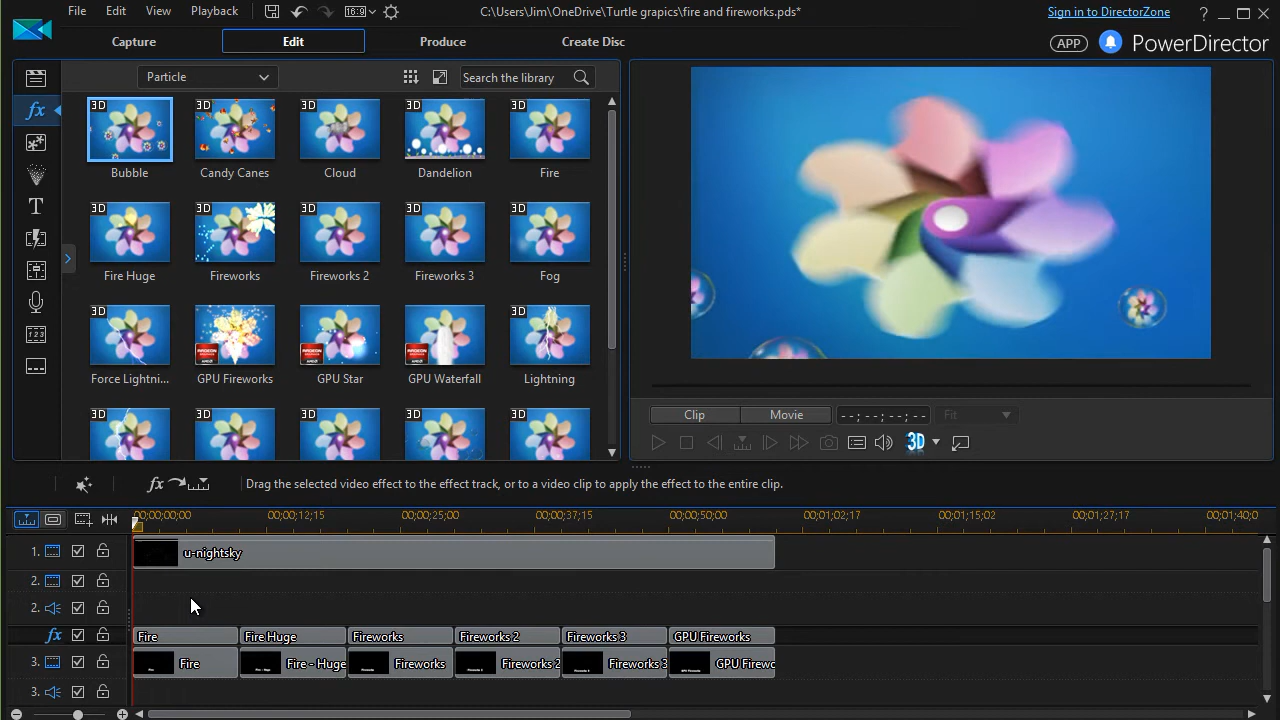 File Edit View Playback 16:9 C:\Users\Jim\OneDrive\Turtle grapics\fire and fireworks.pds* Sign in to DirectorZone ?
Capture Edit Produce Create Disc APP PowerDirector
fx Particle Search the library
3D 3D 3D 3D 3D
Bubble Candy Canes Cloud Dandelion Fire
3D 3D 3D 3D 3D
Fire Huge Fireworks Fireworks 2 Fireworks 3 Fog
3D 3D 3D
Force Lightni... GPU Fireworks GPU Star GPU Waterfall Lightning
3D 3D 3D 3D 3D
Clip Movie --;--;--;-- Fit
3D
fx Drag the selected video effect to the effect track, or to a video clip to apply the effect to the entire clip.
00;00;00;00 00;00;12;15 00;00;25;00 00;00;37;15 00;00;50;00 00;01;02;17 00;01;15;02 00;01;27;17 00;01;40;0
1. u-nightsky
2.
2.
fx Fire Fire Huge Fireworks Fireworks 2 Fireworks 3 GPU Fireworks
3. Fire Fire - Huge Fireworks Fireworks 2 Fireworks 3 GPU Firewo
3.